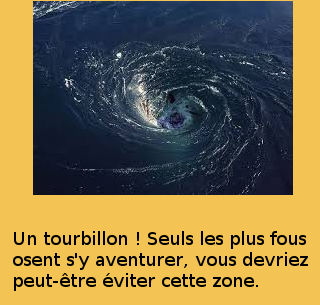 Un tourbillon ! Seuls les plus fous
osent s'y aventurer, vous devriez
peut-être éviter cette zone.